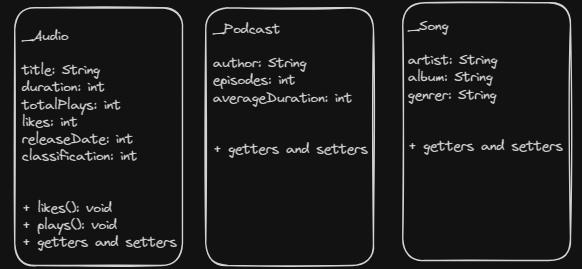 _Audio
title: String
duration: int
totalPlays: int
likes: int
releaseDate: int
classification: int
+ likes(): void
+ plays(): void
+ getters and setters
_Podcast
author: String
episodes: int
averageDuration: int
+ getters and setters
_Song
artist: String
album: String
genrer: String
+ getters and setters